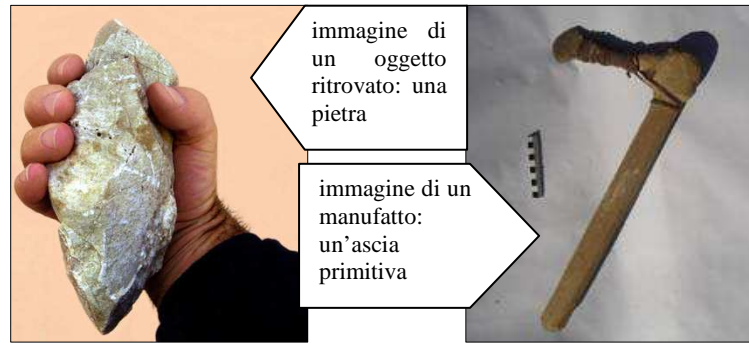 immagine di
un oggetto
ritrovato: una
pietra
immagine di un
manufatto:
un'ascia
primitiva